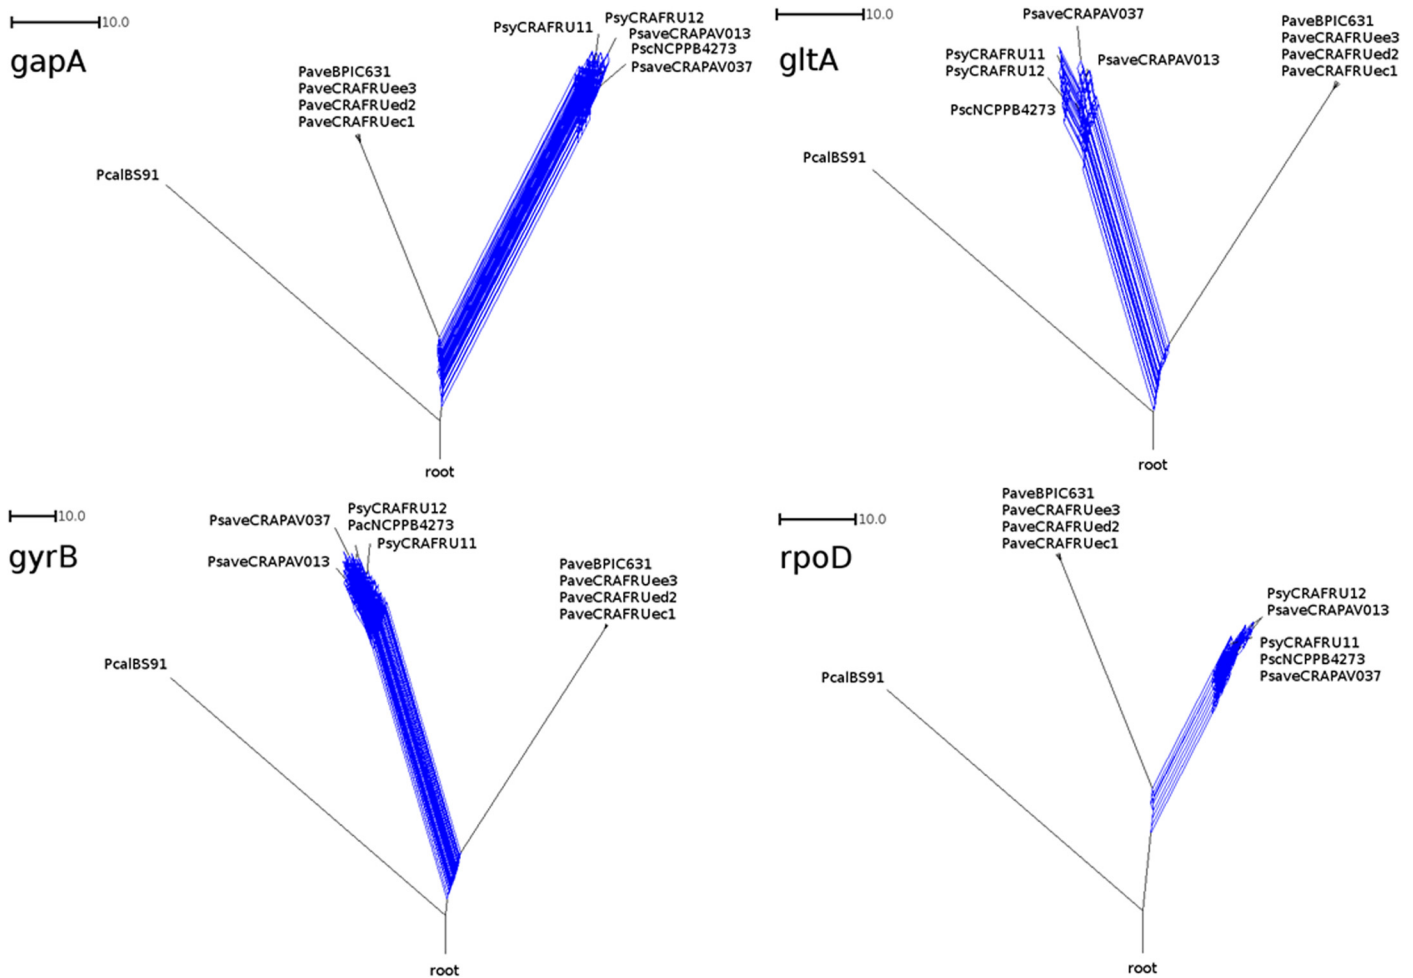 10.0
gapA
PsyCRAFRU11
PsyCRAFRU12
PsaveCRAPAV013
PscNCPPB4273
PsaveCRAPAV037
PaveBPIC631
PaveCRAFRUee3
PaveCRAFRUed2
PaveCRAFRUec1
PcalBS91
root
10.0
gltA
PsaveCRAPAV037
PsyCRAFRU11
PsyCRAFRU12
PsaveCRAPAV013
PscNCPPB4273
PaveBPIC631
PaveCRAFRUee3
PaveCRAFRUed2
PaveCRAFRUec1
PcalBS91
root
10.0
gyrB
PsaveCRAPAV037
PsyCRAFRU12
PacNCPPB4273
PsyCRAFRU11
PsaveCRAPAV013
PaveBPIC631
PaveCRAFRUee3
PaveCRAFRUed2
PaveCRAFRUec1
PcalBS91
root
10.0
rpoD
PaveBPIC631
PaveCRAFRUee3
PaveCRAFRUed2
PaveCRAFRUec1
PsyCRAFRU12
PsaveCRAPAV013
PsyCRAFRU11
PscNCPPB4273
PsaveCRAPAV037
PcalBS91
root